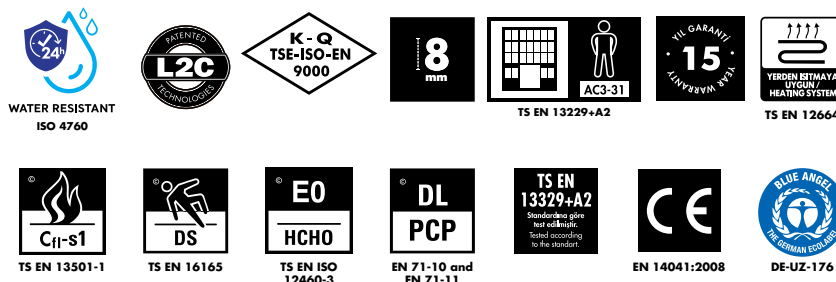 24h
WATER RESISTANT
ISO 4760
PATENTED
L2C
TECHNOLOGIES
K - Q
TSE-ISO-EN
9000
8
mm
AC3-31
TS EN 13229+A2
YIL GARANTİ
15
YEAR WARRANTY
YERDEN ISITMAYA
UYGUN /
HEATING SYSTEM
TS EN 12664
©
Cfl-s1
TS EN 13501-1
©
DS
TS EN 16165
©
E0
HCHO
TS EN ISO
12460-3
©
DL
PCP
EN 71-10 and
EN 71-11
TS EN
13329+A2
Standardına göre
test edilmiştir.
Tested according
to the standart.
CE
EN 14041:2008
BLUE ANGEL
THE GERMAN ECOLABEL
DE-UZ-176